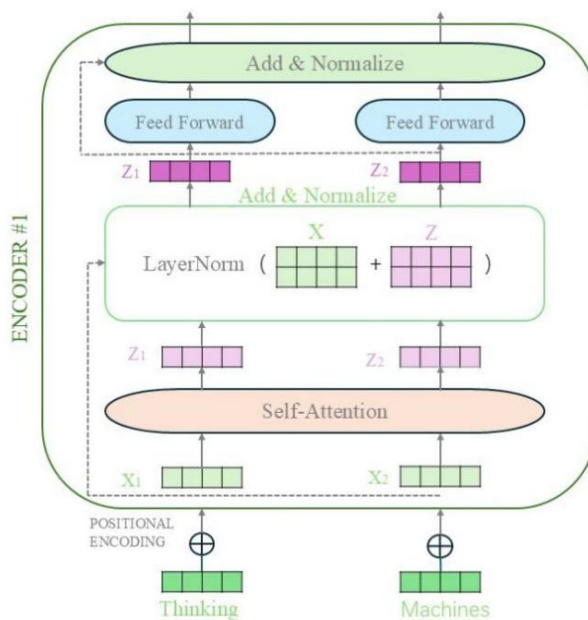 Add & Normalize
Feed Forward Feed Forward
Z1 Z2
Add & Normalize
X Z
LayerNorm ( + )
ENCODER #1
Z1 Z2
Self-Attention
X1 X2
POSITIONAL
ENCODING
Thinking Machines